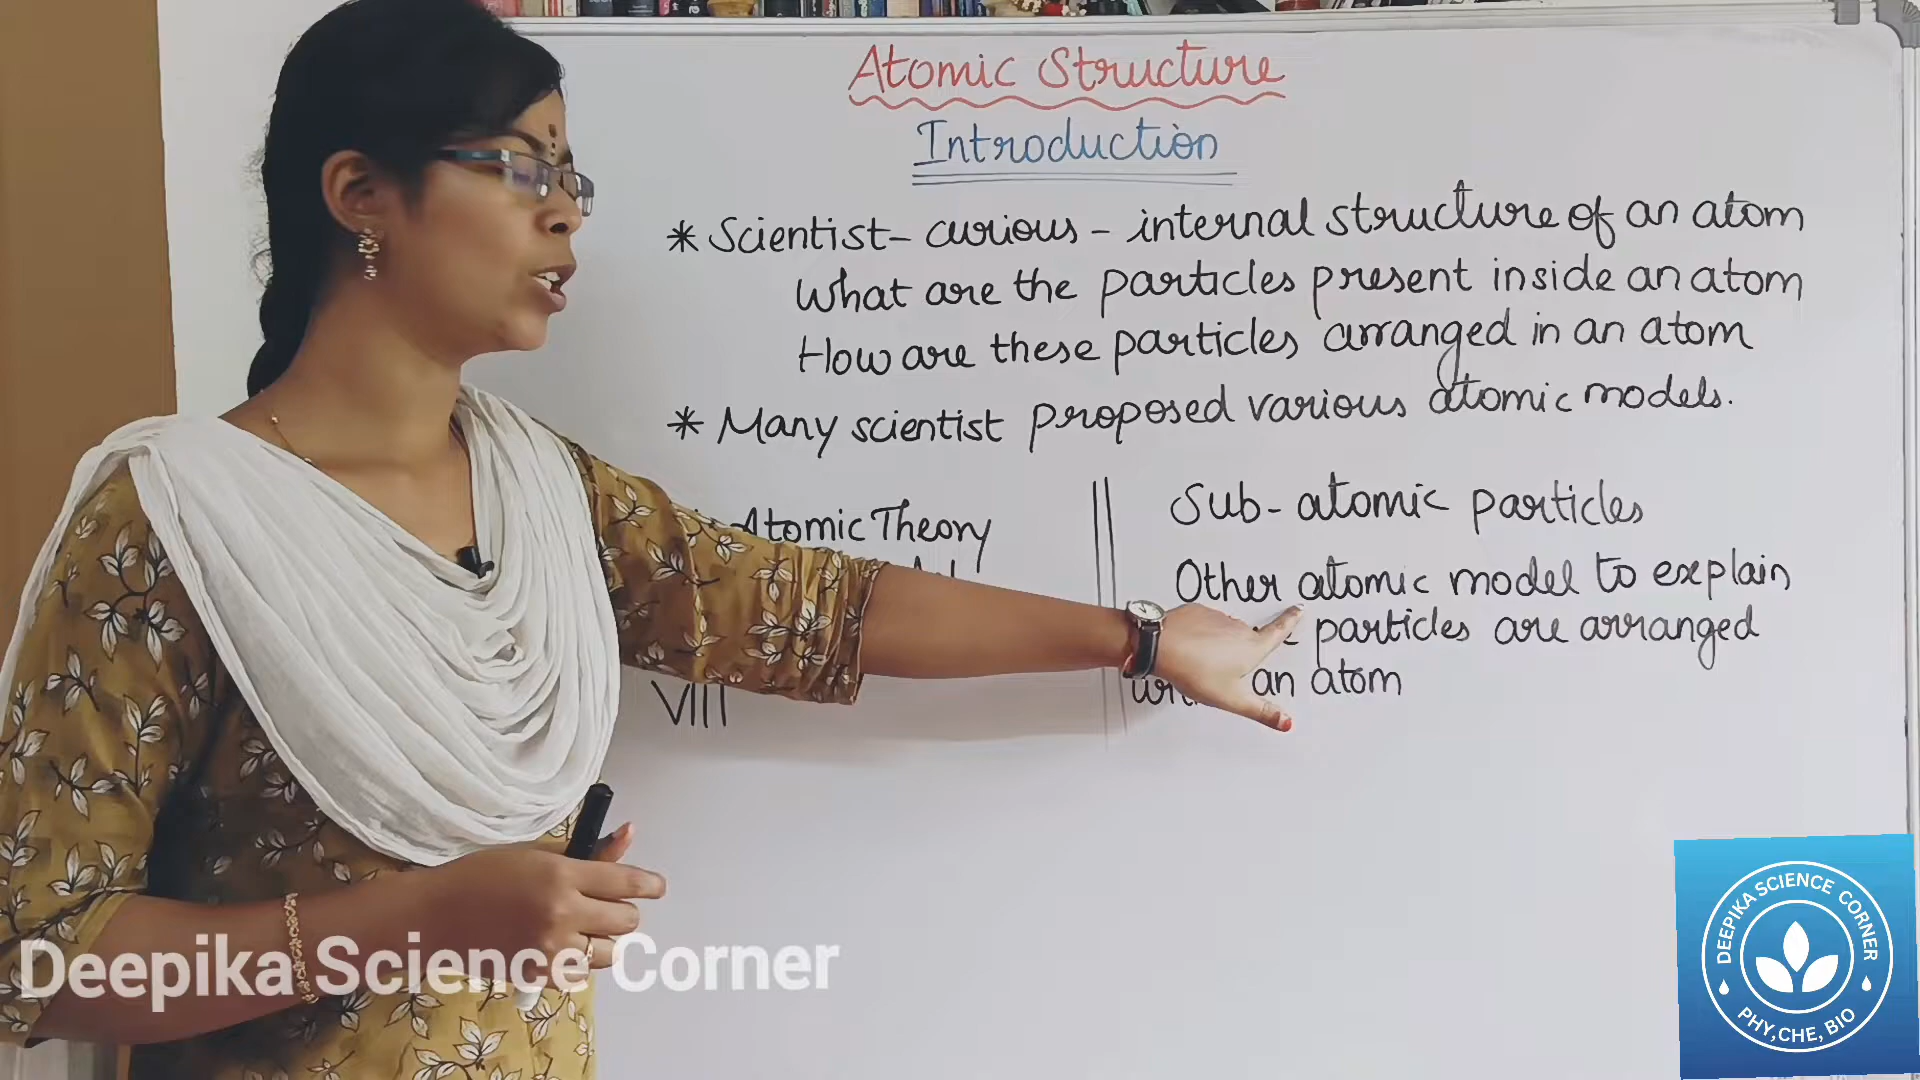 Atomic Structure
Introduction
* Scientist - curious - internal structure of an atom
What are the particles present inside an atom
How are these particles arranged in an atom
* Many scientist proposed various atomic models.
Atomic Theory
VIII
Sub-atomic particles
Other atomic model to explain
particles are arranged
an atom
Deepika Science Corner
DEEPIKA SCIENCE CORNER
PHY,CHE, BIO